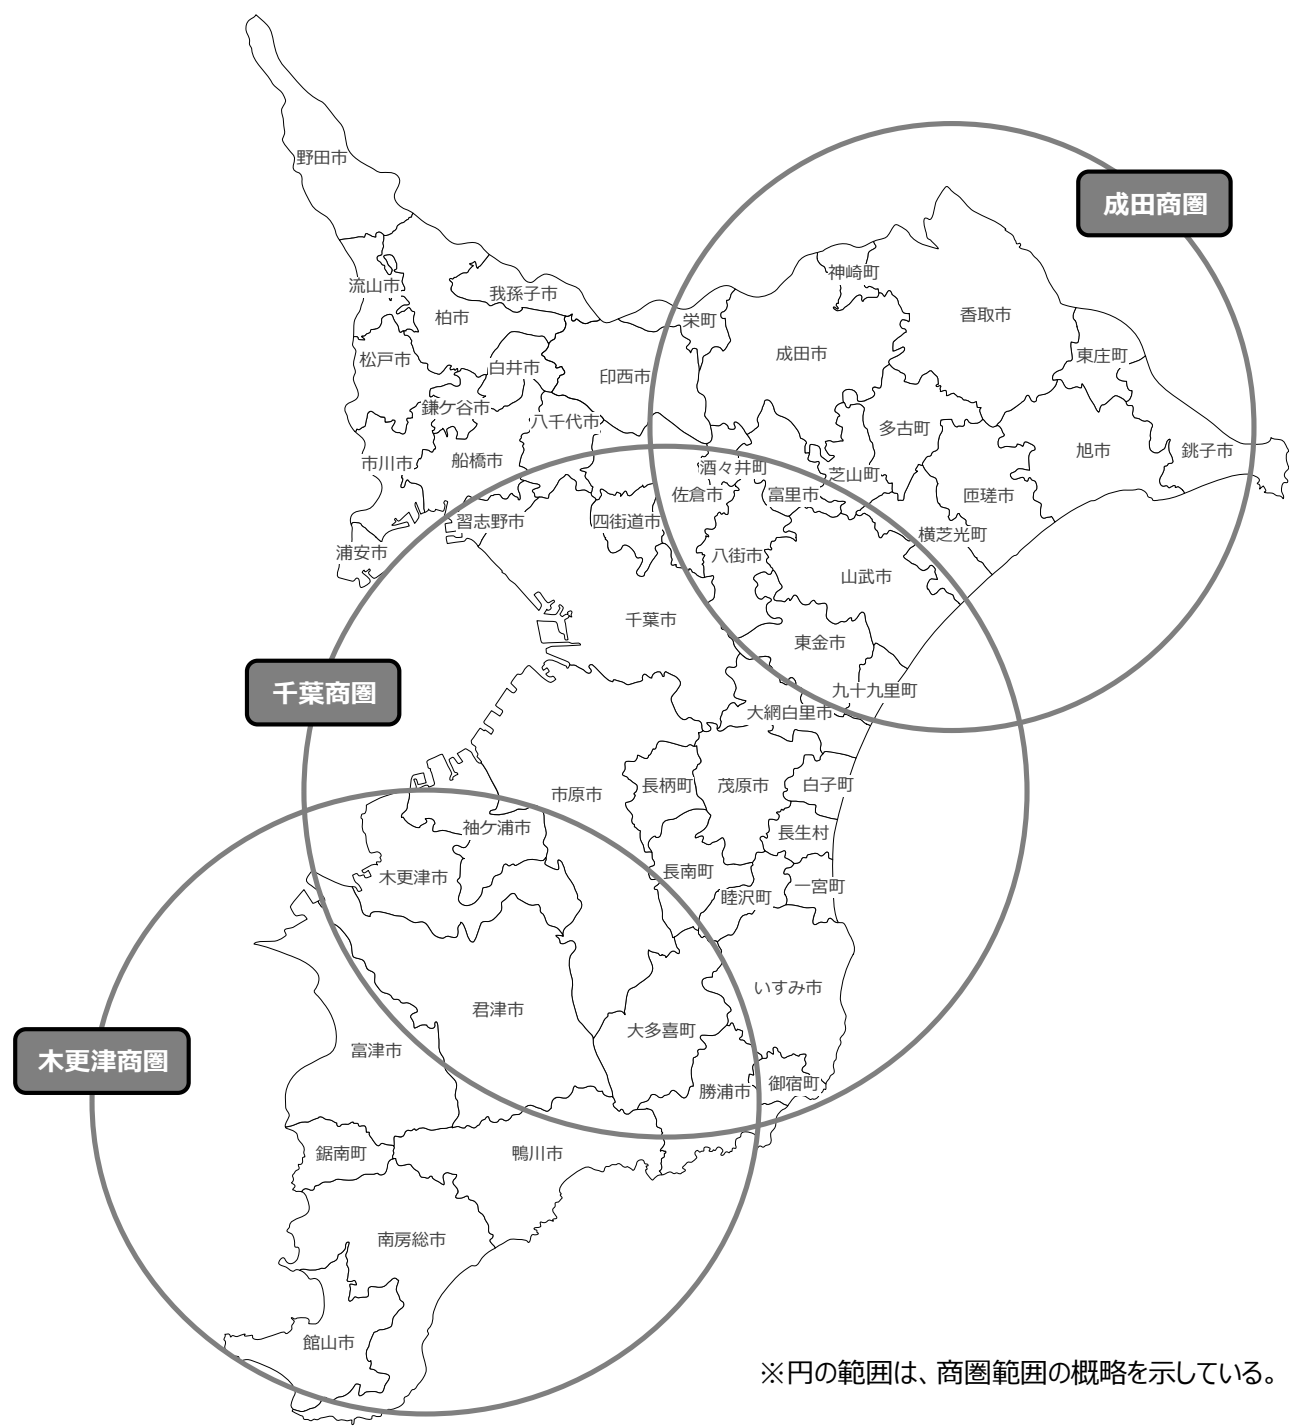 野田市
成田商圏
神崎町
流山市
我孫子市
香取市
柏市
栄町
成田市
東庄町
松戸市
白井市
印西市
鎌ケ谷市
八千代市
多古町
市川市
船橋市
酒々井町
芝山町
旭市
銚子市
佐倉市
富里市
匝瑳市
習志野市
四街道市
横芝光町
浦安市
八街市
山武市
千葉市
東金市
千葉商圏
九十九里町
大網白里市
市原市
長柄町
茂原市
白子町
袖ケ浦市
長生村
木更津市
長南町
睦沢町
一宮町
いすみ市
君津市
大多喜町
木更津商圏
富津市
勝浦市
御宿町
鋸南町
鴨川市
南房総市
館山市
※円の範囲は、商圏範囲の概略を示している。